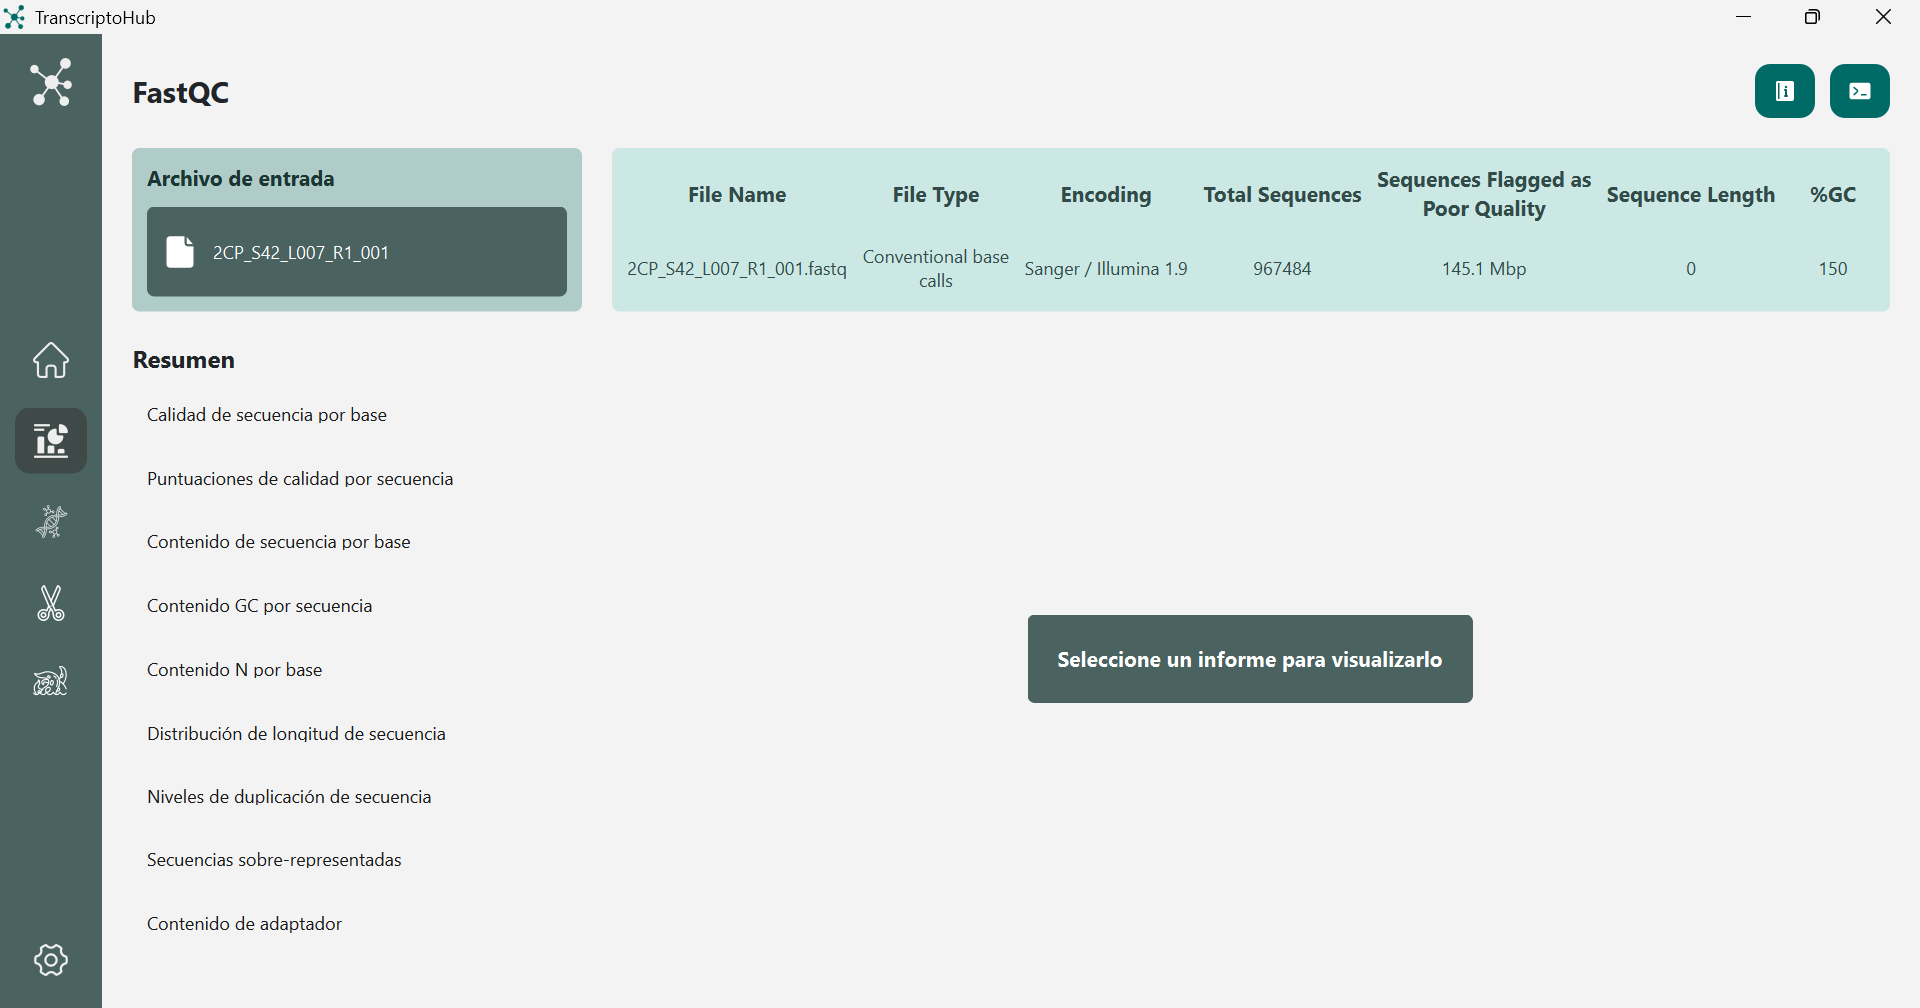 TranscriptoHub
FastQC
Archivo de entrada
2CP_S42_L007_R1_001
File Name
File Type
Encoding
Total Sequences
Sequences Flagged as
Poor Quality
Sequence Length
%GC
2CP_S42_L007_R1_001.fastq
Conventional base
calls
Sanger / Illumina 1.9
967484
145.1 Mbp
0
150
Resumen
Calidad de secuencia por base
Puntuaciones de calidad por secuencia
Contenido de secuencia por base
Contenido GC por secuencia
Contenido N por base
Distribución de longitud de secuencia
Niveles de duplicación de secuencia
Secuencias sobre-representadas
Contenido de adaptador
Seleccione un informe para visualizarlo